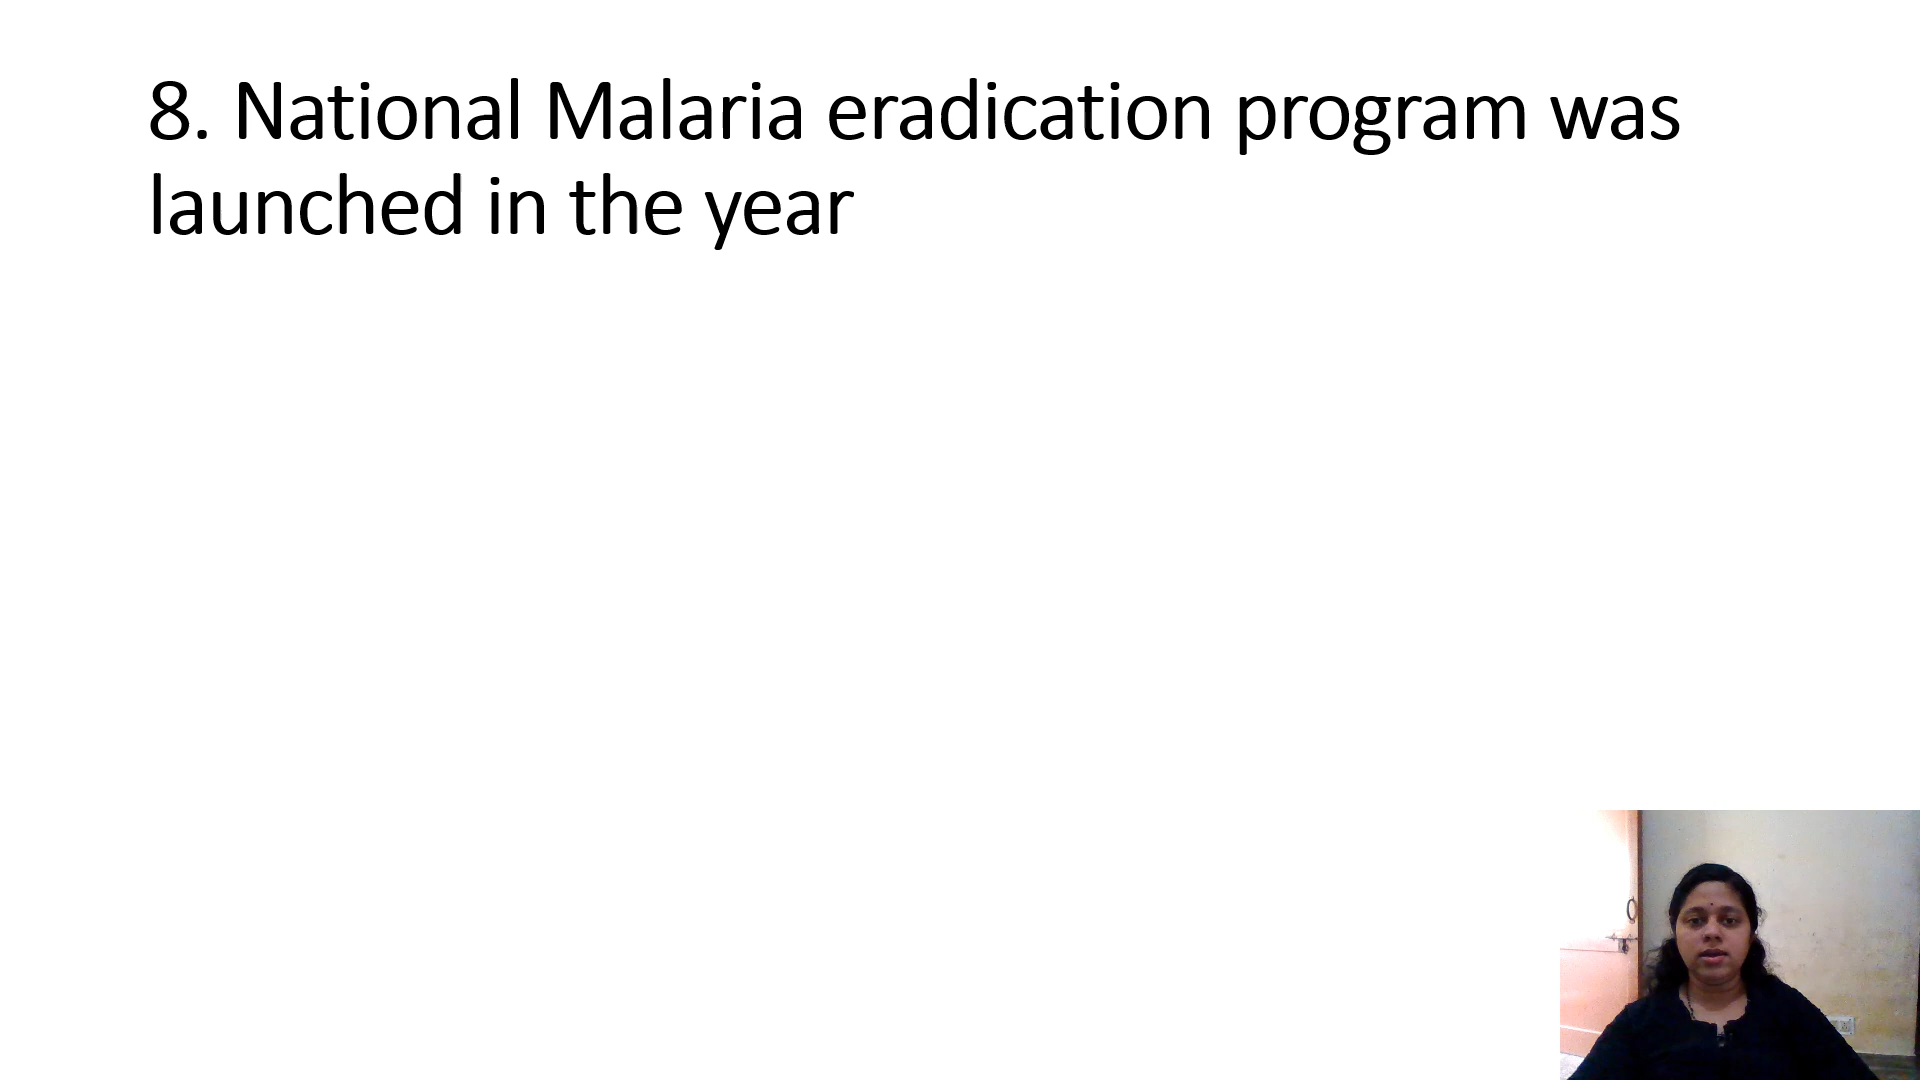 8. National Malaria eradication program was
launched in the year